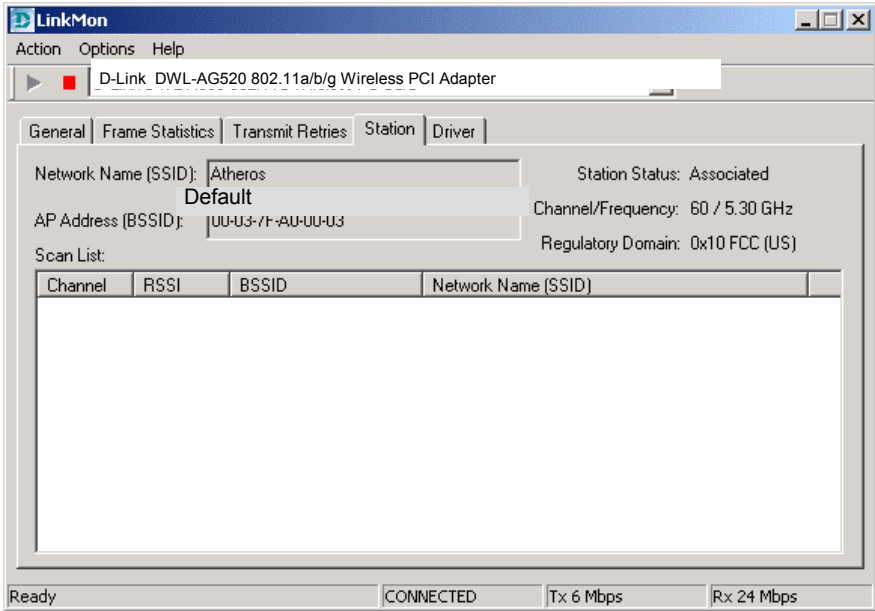 LinkMon
Action Options Help
D-Link DWL-AG520 802.11a/b/g Wireless PCI Adapter
General Frame Statistics Transmit Retries Station Driver
Network Name (SSID): Atheros Station Status: Associated
Default
Channel/Frequency: 60 / 5.30 GHz
AP Address (BSSID): 00-03-7F-A0-00-03
Regulatory Domain: 0x10 FCC (US)
Scan List:
Channel RSSI BSSID Network Name (SSID)
Ready CONNECTED Tx 6 Mbps Rx 24 Mbps